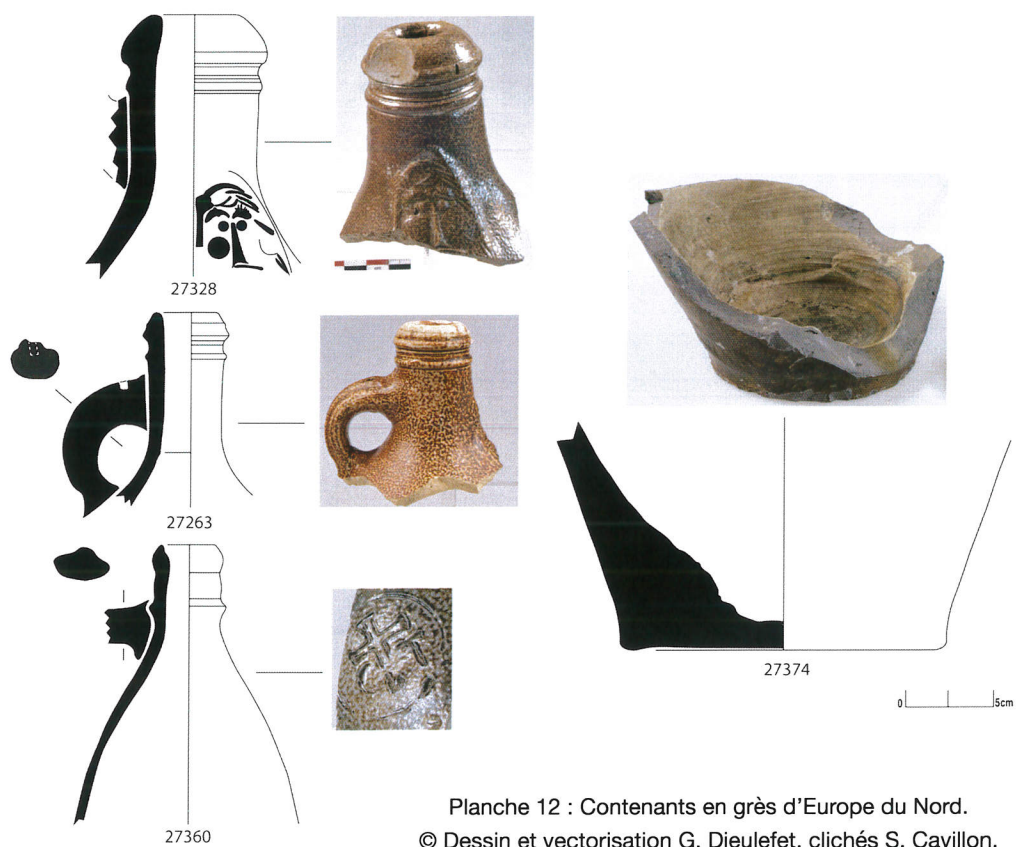 27328
27263
27360
27374
0 5cm
Planche 12 : Contenants en grès d'Europe du Nord.
© Dessin et vectorisation G. Dieulefet, clichés S. Cavillon.